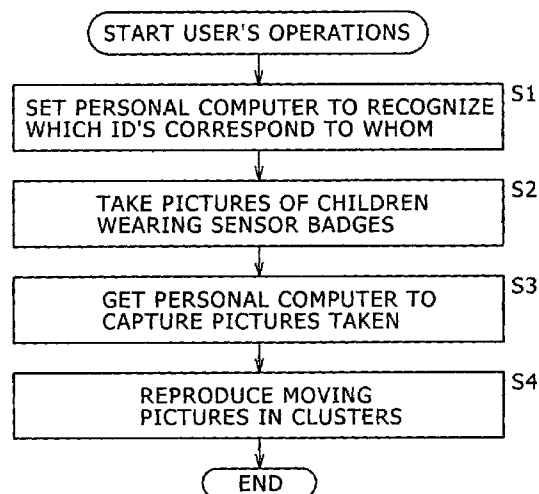 START USER'S OPERATIONS
S1
SET PERSONAL COMPUTER TO RECOGNIZE
WHICH ID'S CORRESPOND TO WHOM
S2
TAKE PICTURES OF CHILDREN
WEARING SENSOR BADGES
S3
GET PERSONAL COMPUTER TO
CAPTURE PICTURES TAKEN
S4
REPRODUCE MOVING
PICTURES IN CLUSTERS
END